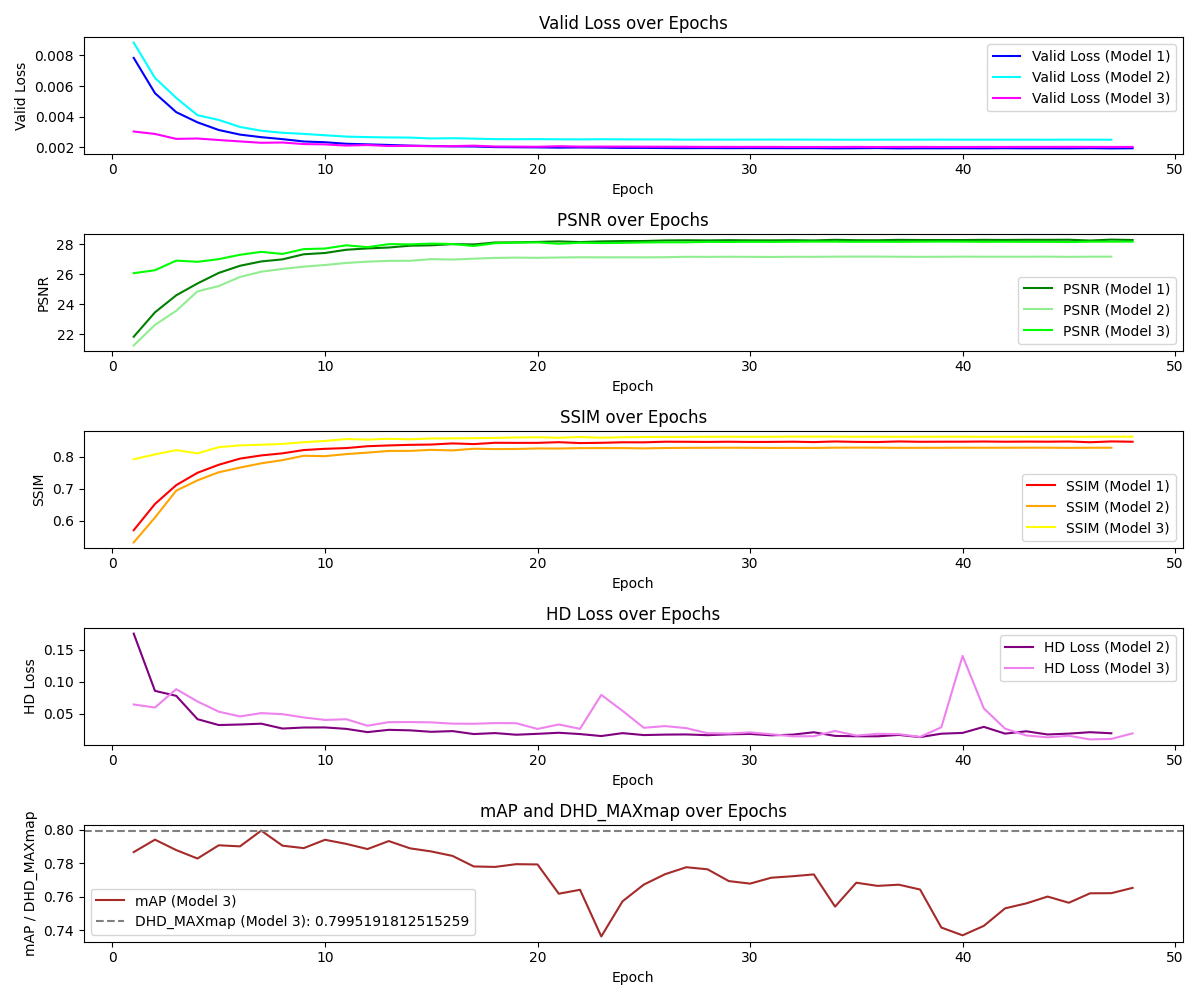 Valid Loss over Epochs
Valid Loss
0.008
0.006
0.004
0.002
Valid Loss (Model 1)
Valid Loss (Model 2)
Valid Loss (Model 3)
0 10 20 30 40 50
Epoch
PSNR over Epochs
PSNR
28
26
24
22
PSNR (Model 1)
PSNR (Model 2)
PSNR (Model 3)
0 10 20 30 40 50
Epoch
SSIM over Epochs
SSIM
0.8
0.7
0.6
SSIM (Model 1)
SSIM (Model 2)
SSIM (Model 3)
0 10 20 30 40 50
Epoch
HD Loss over Epochs
HD Loss
0.15
0.10
0.05
HD Loss (Model 2)
HD Loss (Model 3)
0 10 20 30 40 50
Epoch
mAP and DHD_MAXmap over Epochs
mAP / DHD_MAXmap
0.80
0.78
0.76
0.74
mAP (Model 3)
DHD_MAXmap (Model 3): 0.7995191812515259
0 10 20 30 40 50
Epoch